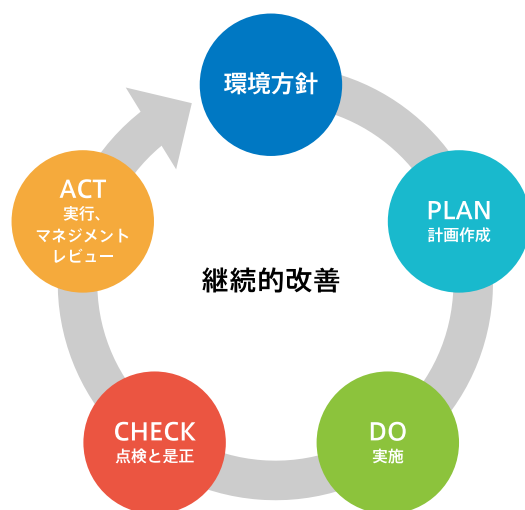 環境方針
PLAN
計画作成
DO
実施
CHECK
点検と是正
ACT
実行、
マネジメント
レビュー
継続的改善